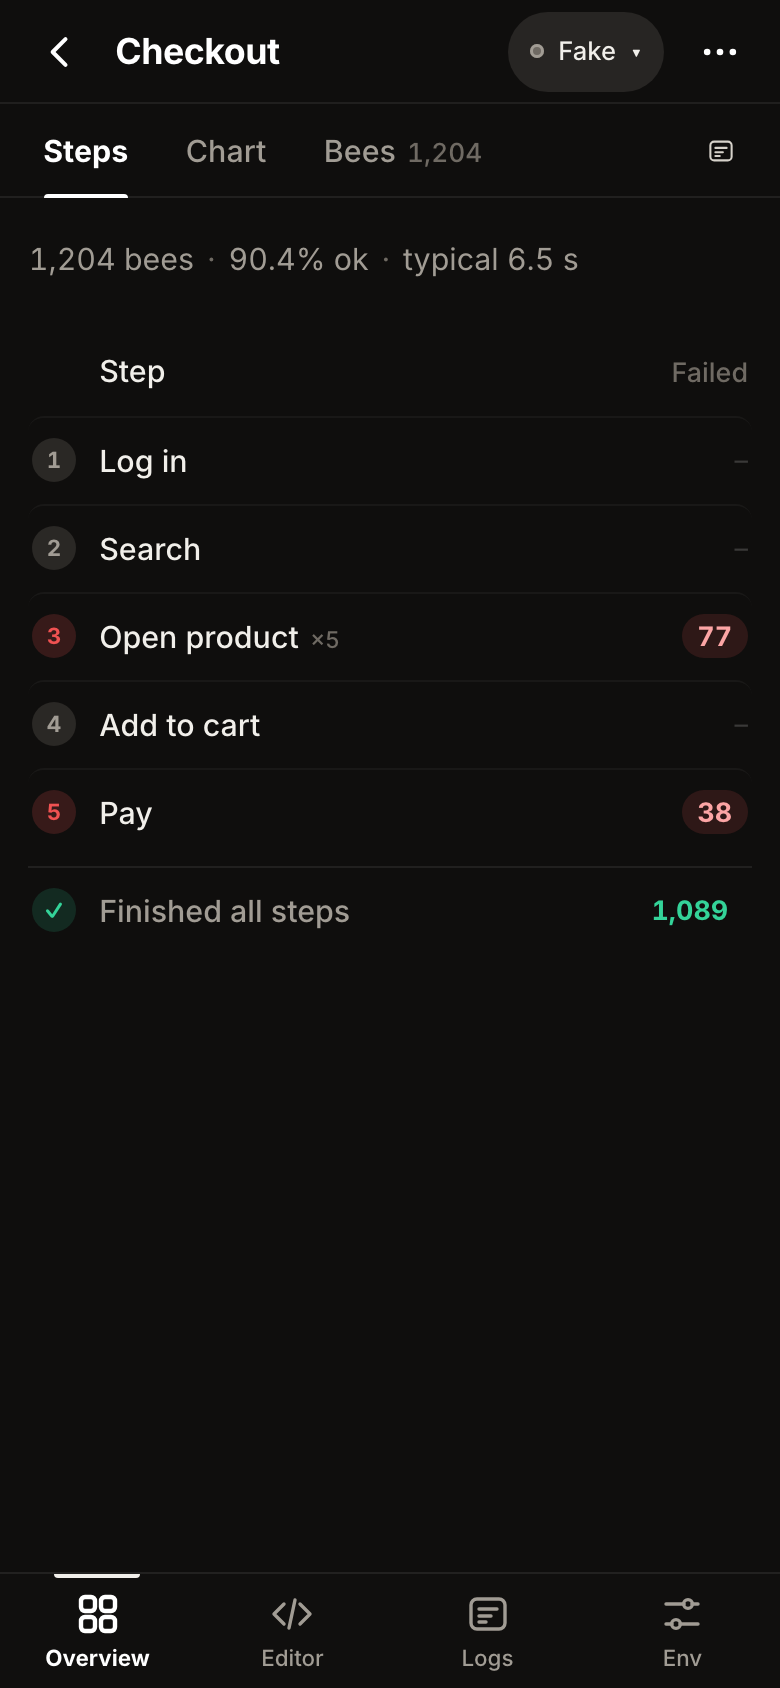 Checkout Fake ▾
Steps Chart Bees 1,204
1,204 bees · 90.4% ok · typical 6.5 s
Step Failed
1 Log in –
2 Search –
3 Open product ×5 77
4 Add to cart –
5 Pay 38
Finished all steps 1,089
Overview Editor Logs Env